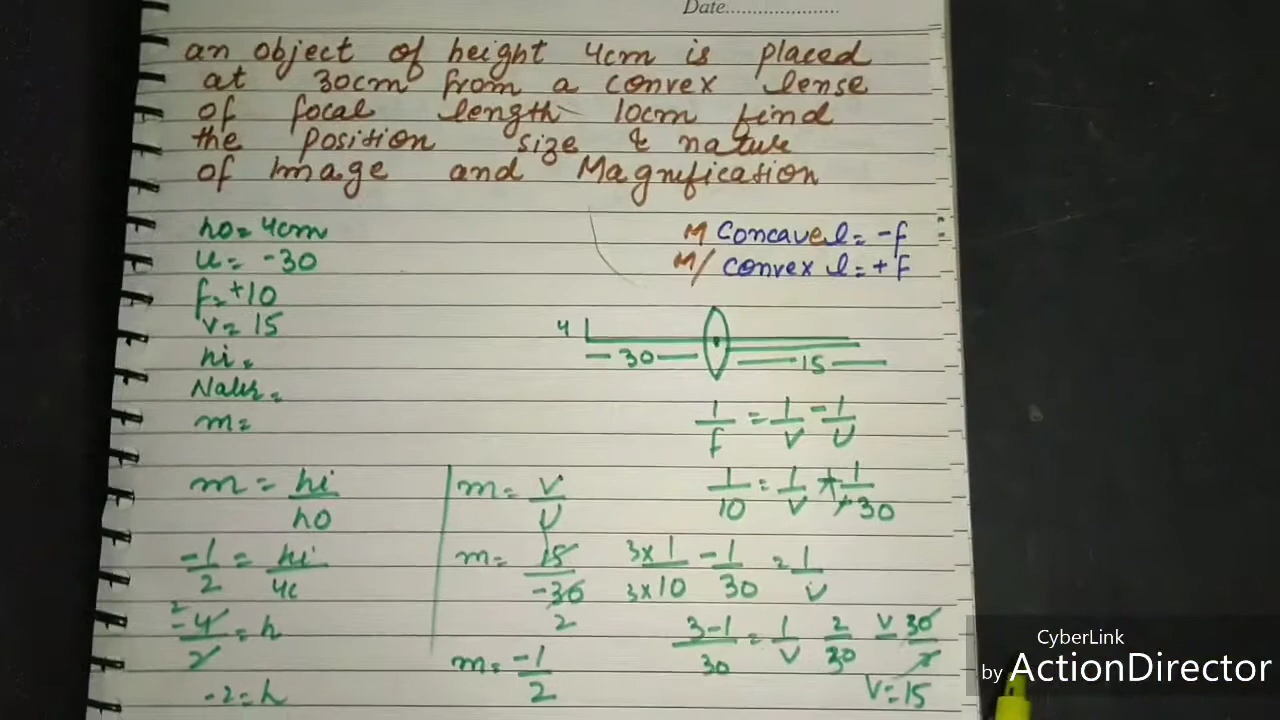 Date.....................
an object of height 4cm is placed
at 30cm from a convex lense
of focal length 10cm find
the position size & nature
of Image and Magnification
ho = 4cm
u = -30
f = +10
v = 15
hi =
m =
M Concave l = -f
M/ Convex l = +f
4
30
15
1/f = 1/v - 1/u
1/10 = 1/v + 1/+30
3x1/3x10 - 1/30 = 1/v
3-1/30 = 1/v 2/30 v 30/2
v = 15
m = hi/ho
-1/2 = hi/4c
-4/2 = h
2
-2 = h
m = v/u
m = 15/-30
2
m = -1/2
CyberLink
by ActionDirector